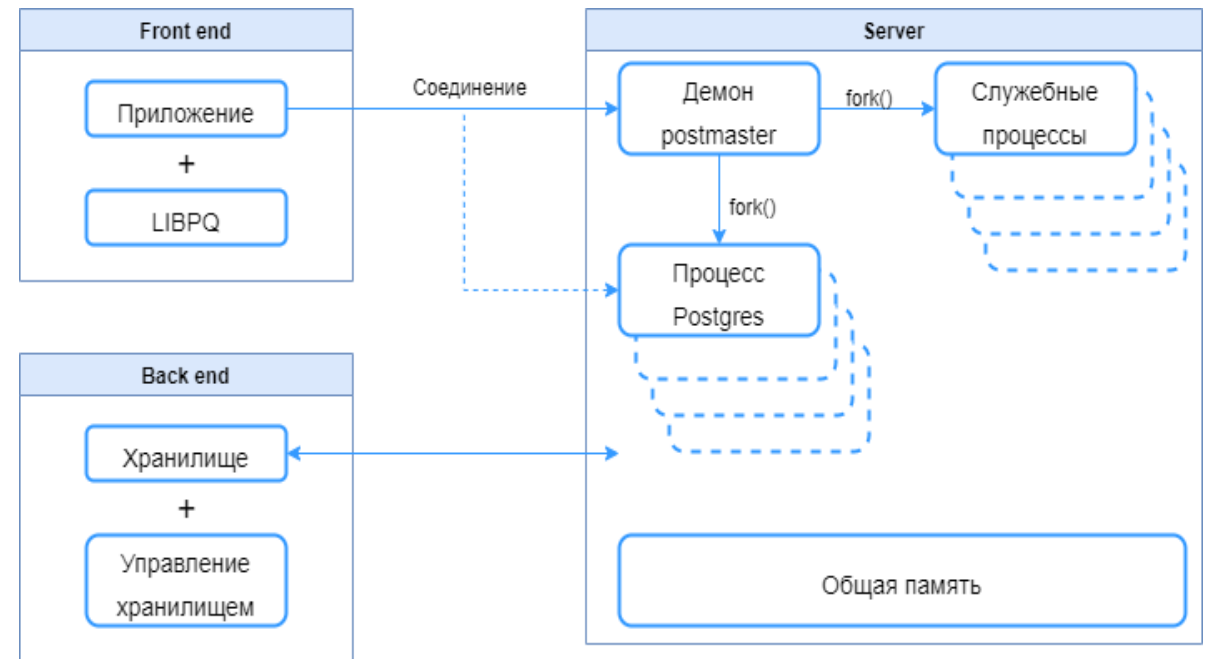 Front end
Приложение
+
LIBPQ
Соединение
Server
Демон
postmaster
fork()
Служебные
процессы
fork()
Процесс
Postgres
Back end
Хранилище
+
Управление
хранилищем
Общая память